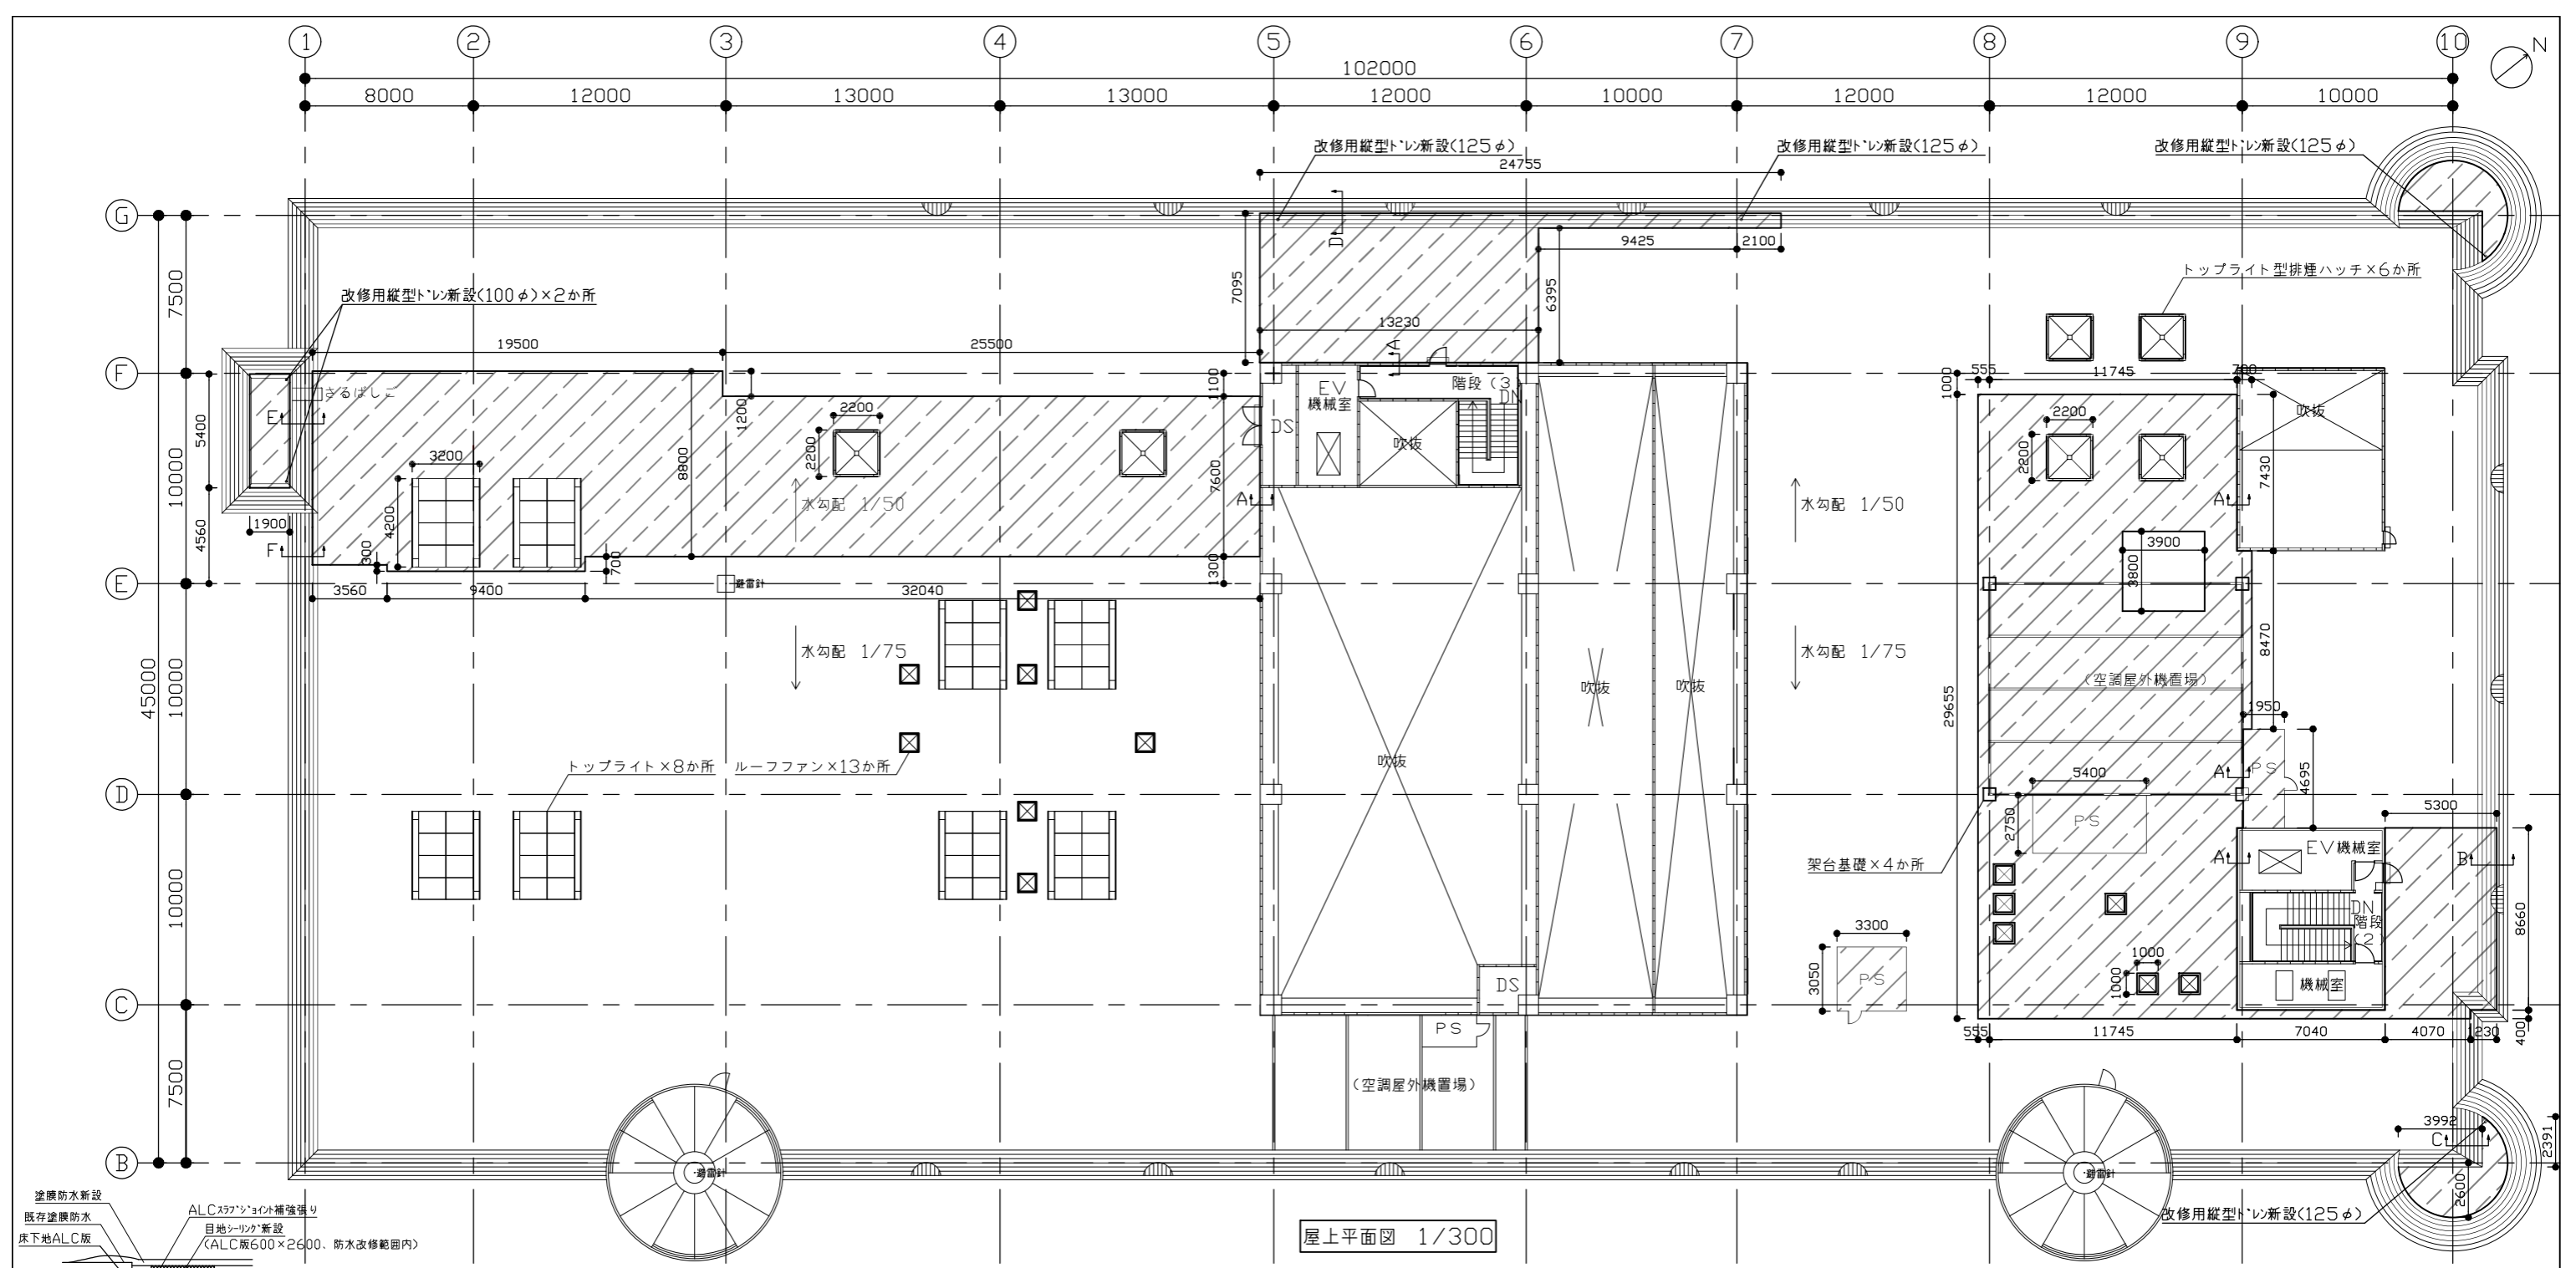 1 2 3 4 5 6 7 8 9 10 N
102000
8000 12000 13000 13000 12000 10000 12000 12000 10000
改修用縦型ドレン新設(125φ) 改修用縦型ドレン新設(125φ) 改修用縦型ドレン新設(125φ)
24755
G
D
9425 2100
7500
7095
6395
トップライト型排煙ハッチ×6か所
改修用縦型ドレン新設(100φ)×2か所
13230
19500 25500
A
F
1100
1200
555 11745 700
1000
さるばしご
EV
機械室
階段(3)
DN
吹抜
吹抜
DS
E
5400
2200
2200
2200
2200
3200
8800
7600
7430
10000
4200
水勾配 1/50
A
水勾配 1/50
A
1900
4560
F
300
700
3900
3800
E
1300
避雷針
3560 9400 32040
8470
水勾配 1/75
水勾配 1/75
45000
10000
吹抜
吹抜
(空調屋外機置場)
29655
1950
吹抜
トップライト×8か所 ルーフファン×13か所
A
PS
4695
5400
D
2750
PS
5300
EV機械室
A
B
架台基礎×4か所
10000
DN
階段
(2)
8660
3300
3050
PS
1000
1000
DS
機械室
C
PS
555 11745 7040 4070 1230
400
7500
(空調屋外機置場)
3992
C
2391
B
避雷針
避雷針
2600
塗膜防水新設
既存塗膜防水
床下地ALC版
ALCスラブジョイント補強張り
目地シーリング新設
(ALC版600×2600、防水改修範囲内)
屋上平面図 1/300
改修用縦型ドレン新設(125φ)